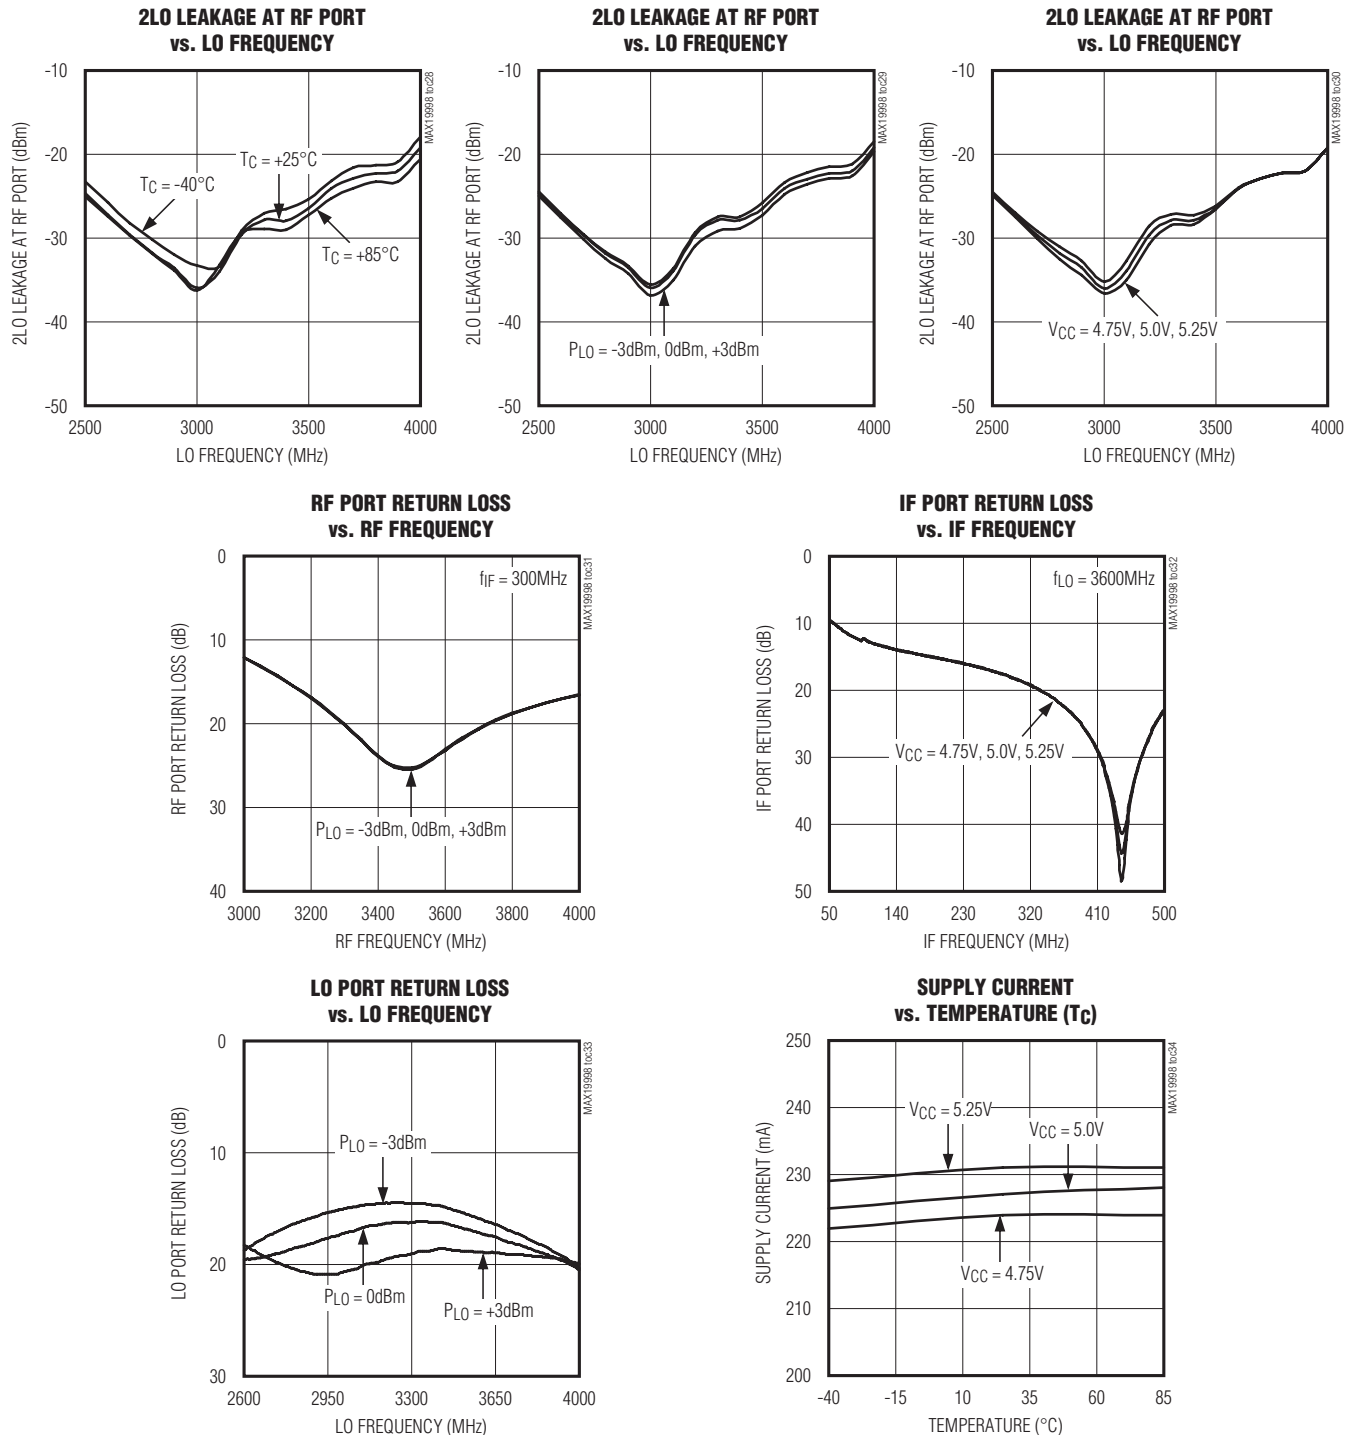 2LO LEAKAGE AT RF PORT
vs. LO FREQUENCY
-10
-20
-30
-40
-50
2LO LEAKAGE AT RF PORT (dBm)
TC = -40°C
TC = +25°C
TC = +85°C
2500
3000
3500
4000
LO FREQUENCY (MHz)
MAX19998 toc28
2LO LEAKAGE AT RF PORT
vs. LO FREQUENCY
-10
-20
-30
-40
-50
2LO LEAKAGE AT RF PORT (dBm)
PLO = -3dBm, 0dBm, +3dBm
2500
3000
3500
4000
LO FREQUENCY (MHz)
MAX19998 toc29
2LO LEAKAGE AT RF PORT
vs. LO FREQUENCY
-10
-20
-30
-40
-50
2LO LEAKAGE AT RF PORT (dBm)
VCC = 4.75V, 5.0V, 5.25V
2500
3000
3500
4000
LO FREQUENCY (MHz)
MAX19998 toc30
RF PORT RETURN LOSS
vs. RF FREQUENCY
0
10
20
30
40
RF PORT RETURN LOSS (dB)
fIF = 300MHz
PLO = -3dBm, 0dBm, +3dBm
3000
3200
3400
3600
3800
4000
RF FREQUENCY (MHz)
MAX19998 toc31
IF PORT RETURN LOSS
vs. IF FREQUENCY
0
10
20
30
40
50
IF PORT RETURN LOSS (dB)
fLO = 3600MHz
VCC = 4.75V, 5.0V, 5.25V
50
140
230
320
410
500
IF FREQUENCY (MHz)
MAX19998 toc32
LO PORT RETURN LOSS
vs. LO FREQUENCY
0
10
20
30
LO PORT RETURN LOSS (dB)
PLO = -3dBm
PLO = 0dBm
PLO = +3dBm
2600
2950
3300
3650
4000
LO FREQUENCY (MHz)
MAX19998 toc33
SUPPLY CURRENT
vs. TEMPERATURE (TC)
250
240
230
220
210
200
SUPPLY CURRENT (mA)
VCC = 5.25V
VCC = 5.0V
VCC = 4.75V
-40
-15
10
35
60
85
TEMPERATURE (°C)
MAX19998 toc34